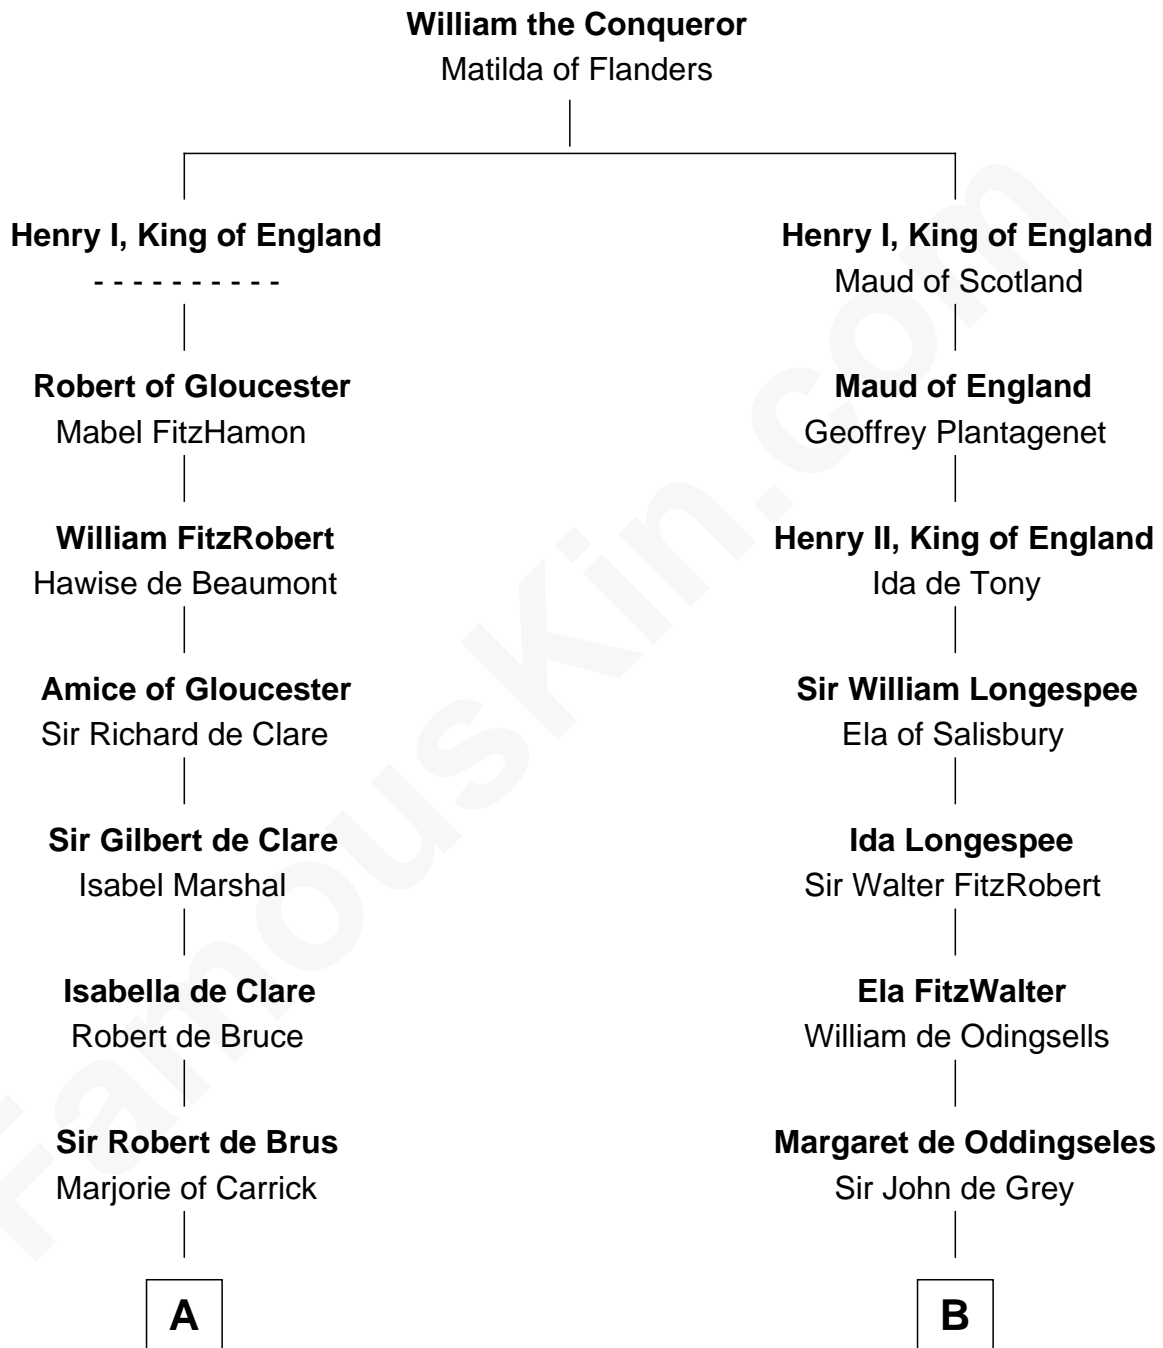 William the Conqueror
Matilda of Flanders
Henry I, King of England
- - - - - - - - - -
Robert of Gloucester
Mabel FitzHamon
William FitzRobert
Hawise de Beaumont
Amice of Gloucester
Sir Richard de Clare
Sir Gilbert de Clare
Isabel Marshal
Isabella de Clare
Robert de Bruce
Sir Robert de Brus
Marjorie of Carrick
A
Henry I, King of England
Maud of Scotland
Maud of England
Geoffrey Plantagenet
Henry II, King of England
Ida de Tony
Sir William Longespee
Ela of Salisbury
Ida Longespee
Sir Walter FitzRobert
Ela FitzWalter
William de Odingsells
Margaret de Oddingseles
Sir John de Grey
B
FamousKin.com